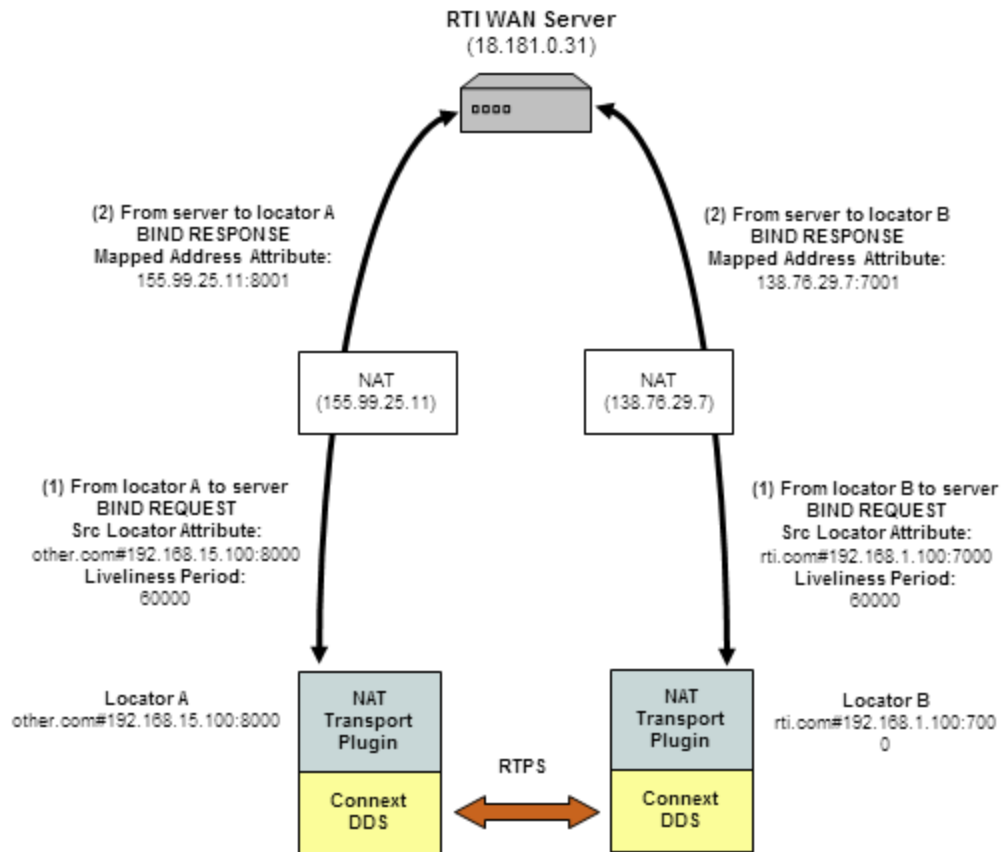 RTI WAN Server
(18.181.0.31)
(2) From server to locator A
BIND RESPONSE
Mapped Address Attribute:
155.99.25.11:8001
(2) From server to locator B
BIND RESPONSE
Mapped Address Attribute:
138.76.29.7:7001
NAT
(155.99.25.11)
NAT
(138.76.29.7)
(1) From locator A to server
BIND REQUEST
Src Locator Attribute:
other.com#192.168.15.100:8000
Liveliness Period:
60000
(1) From locator B to server
BIND REQUEST
Src Locator Attribute:
rti.com#192.168.1.100:7000
Liveliness Period:
60000
Locator A
other.com#192.168.15.100:8000
NAT
Transport
Plugin
NAT
Transport
Plugin
Locator B
rti.com#192.168.1.100:700
0
RTPS
Connext
DDS
Connext
DDS